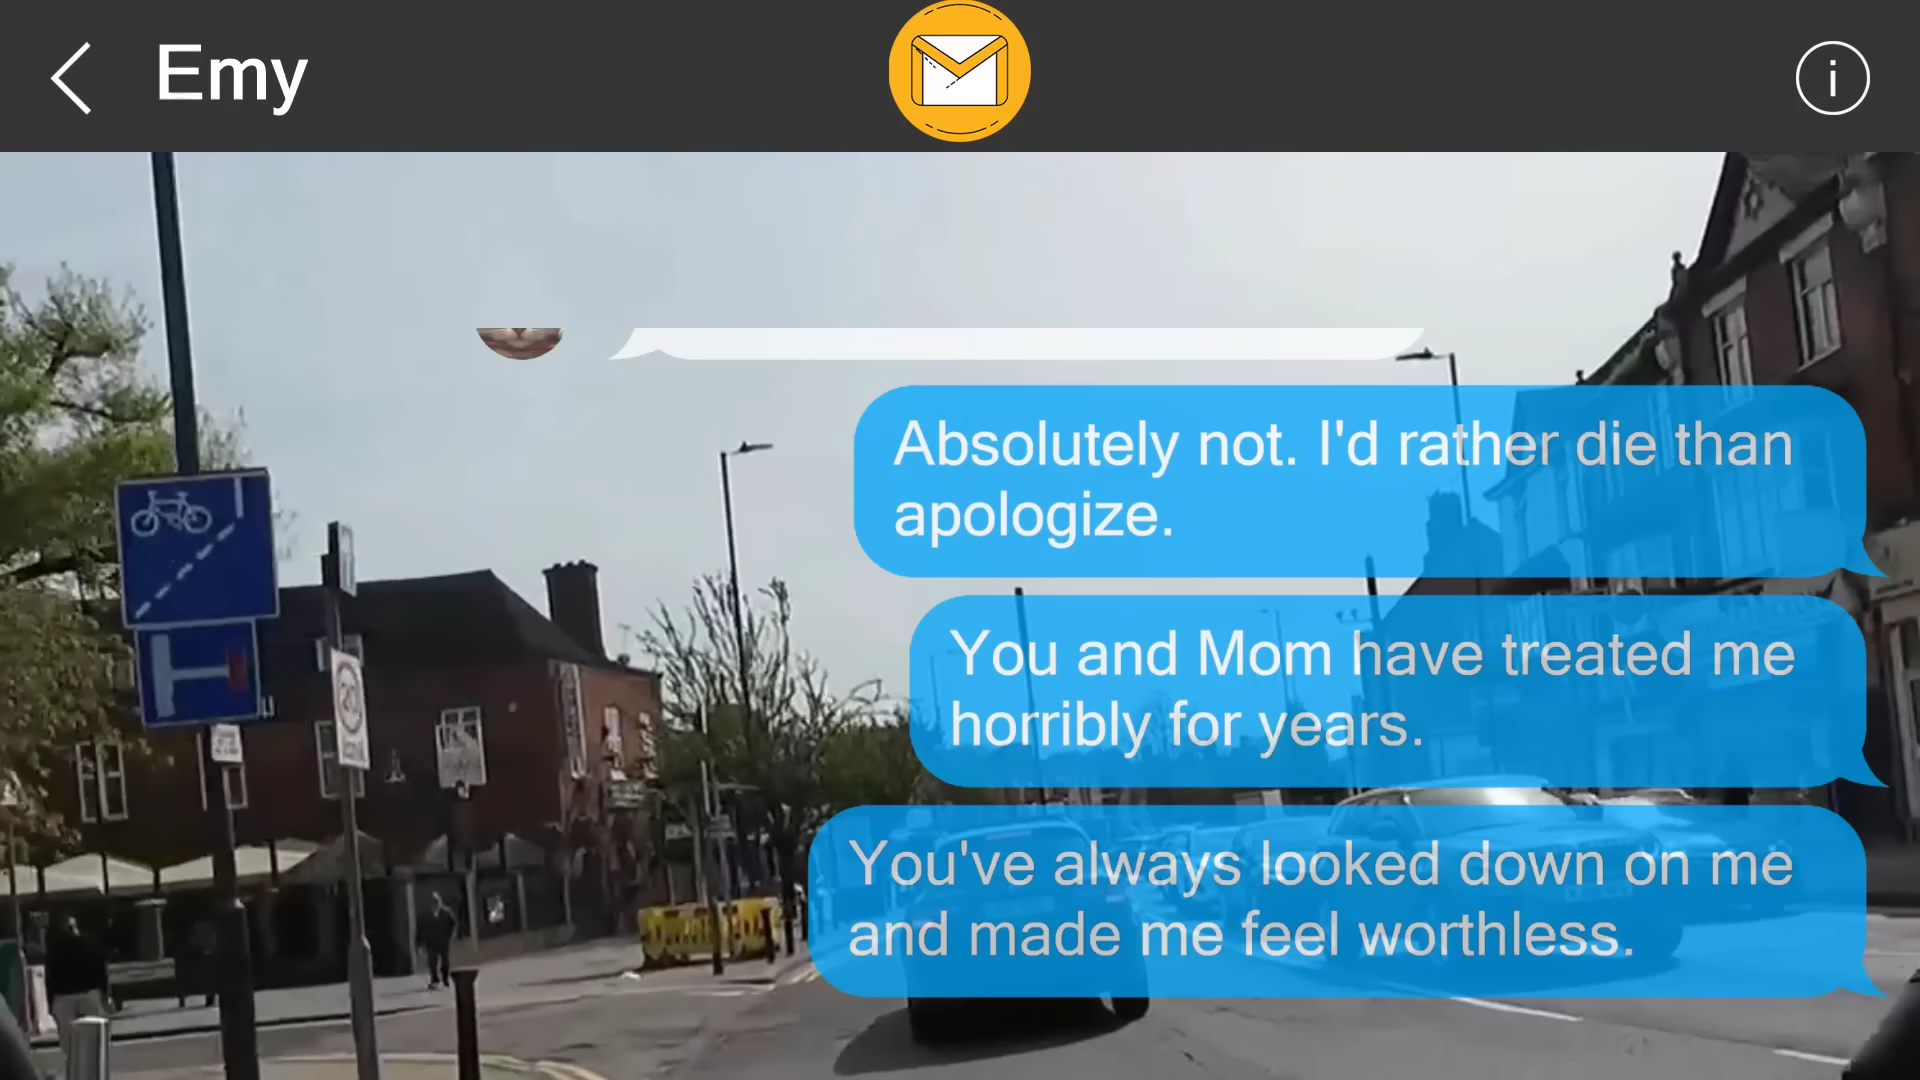 Emy
Absolutely not. I'd rather die than
apologize.
You and Mom have treated me
horribly for years.
You've always looked down on me
and made me feel worthless.
20